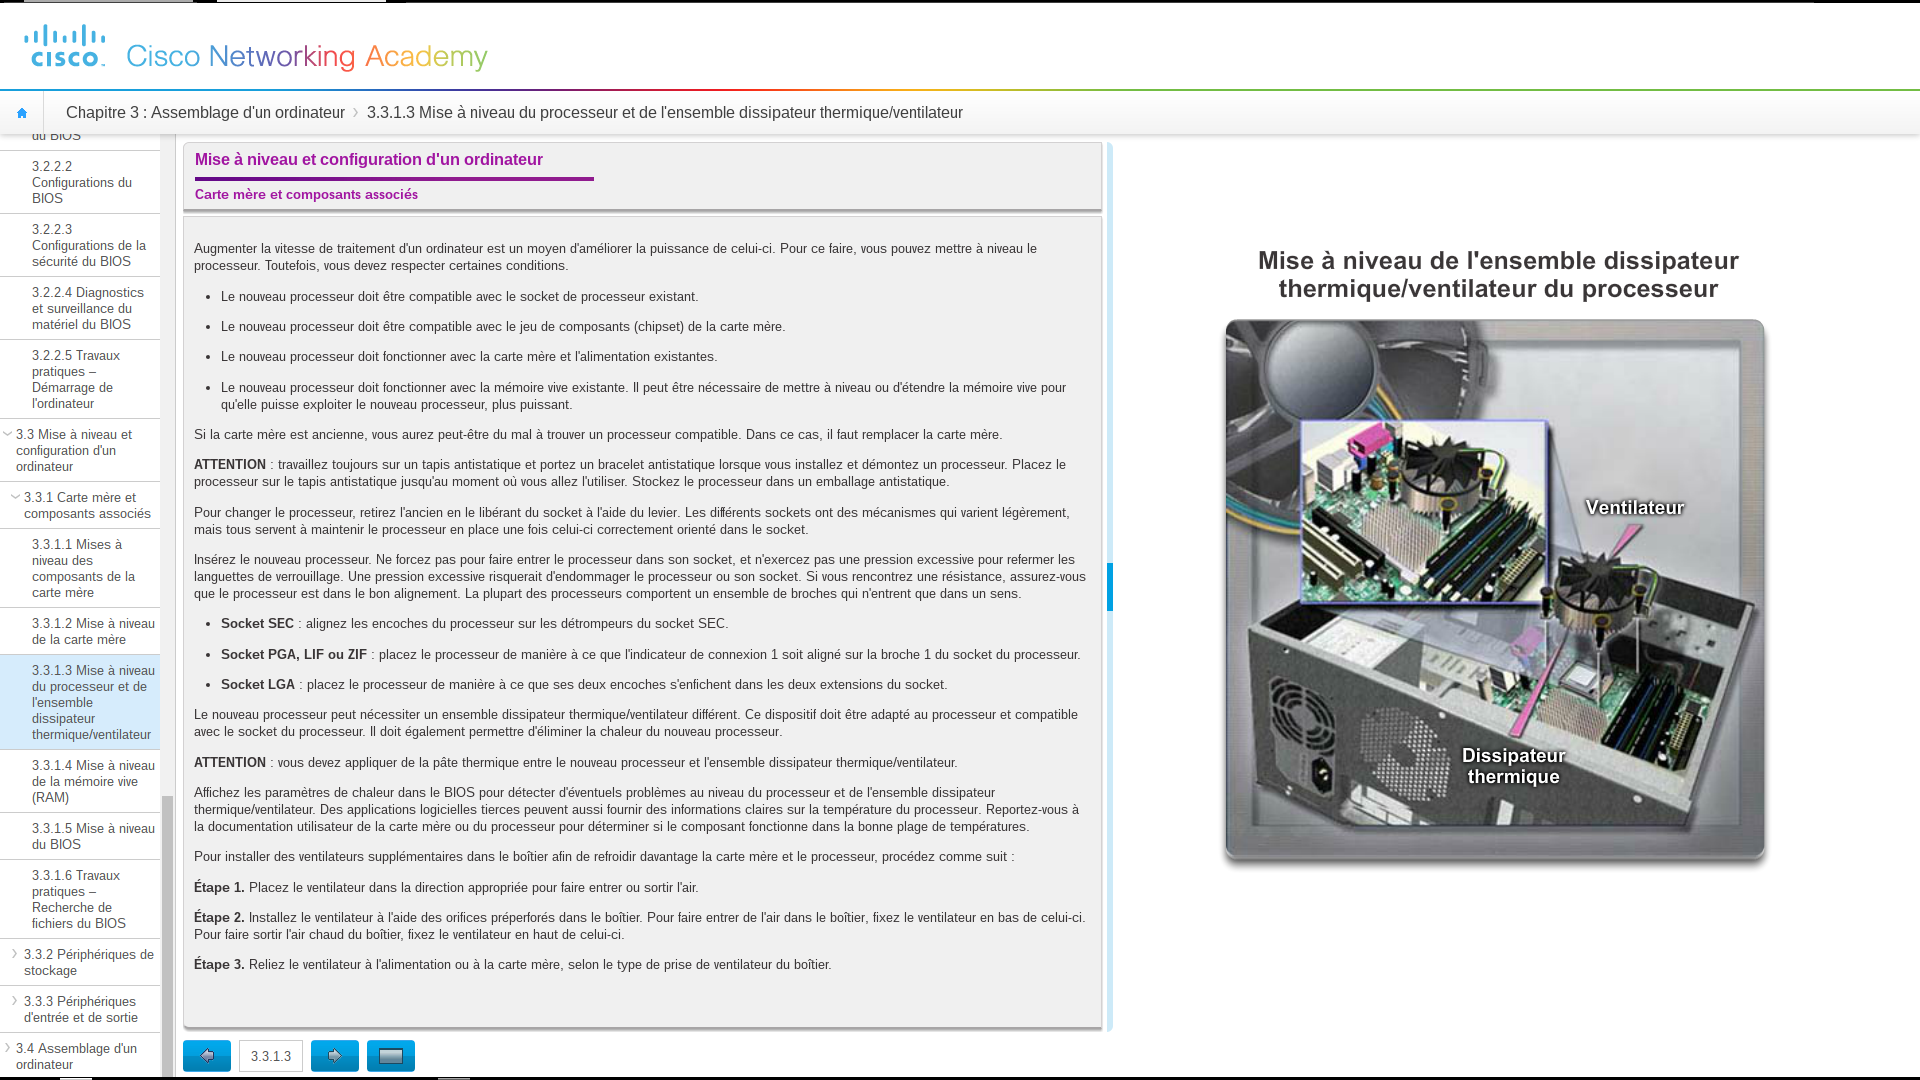 CISCO
Cisco Networking Academy
Chapitre 3 : Assemblage d'un ordinateur 3.3.1.3 Mise à niveau du processeur et de l'ensemble dissipateur thermique/ventilateur
du BIOS
3.2.2.2
Configurations du
BIOS
3.2.2.3
Configurations de la
sécurité du BIOS
3.2.2.4 Diagnostics
et surveillance du
matériel du BIOS
3.2.2.5 Travaux
pratiques –
Démarrage de
l'ordinateur
3.3 Mise à niveau et
configuration d'un
ordinateur
3.3.1 Carte mère et
composants associés
3.3.1.1 Mises à
niveau des
composants de la
carte mère
3.3.1.2 Mise à niveau
de la carte mère
3.3.1.3 Mise à niveau
du processeur et de
l'ensemble
dissipateur
thermique/ventilateur
3.3.1.4 Mise à niveau
de la mémoire vive
(RAM)
3.3.1.5 Mise à niveau
du BIOS
3.3.1.6 Travaux
pratiques –
Recherche de
fichiers du BIOS
3.3.2 Périphériques de
stockage
3.3.3 Périphériques
d'entrée et de sortie
3.4 Assemblage d'un
ordinateur
Mise à niveau et configuration d'un ordinateur
Carte mère et composants associés
Augmenter la vitesse de traitement d'un ordinateur est un moyen d'améliorer la puissance de celui-ci. Pour ce faire, vous pouvez mettre à niveau le
processeur. Toutefois, vous devez respecter certaines conditions.
• Le nouveau processeur doit être compatible avec le socket de processeur existant.
• Le nouveau processeur doit être compatible avec le jeu de composants (chipset) de la carte mère.
• Le nouveau processeur doit fonctionner avec la carte mère et l'alimentation existantes.
• Le nouveau processeur doit fonctionner avec la mémoire vive existante. Il peut être nécessaire de mettre à niveau ou d'étendre la mémoire vive pour
qu'elle puisse exploiter le nouveau processeur, plus puissant.
Si la carte mère est ancienne, vous aurez peut-être du mal à trouver un processeur compatible. Dans ce cas, il faut remplacer la carte mère.
ATTENTION : travaillez toujours sur un tapis antistatique et portez un bracelet antistatique lorsque vous installez et démontez un processeur. Placez le
processeur sur le tapis antistatique jusqu'au moment où vous allez l'utiliser. Stockez le processeur dans un emballage antistatique.
Pour changer le processeur, retirez l'ancien en le libérant du socket à l'aide du levier. Les différents sockets ont des mécanismes qui varient légèrement,
mais tous servent à maintenir le processeur en place une fois celui-ci correctement orienté dans le socket.
Insérez le nouveau processeur. Ne forcez pas pour faire entrer le processeur dans son socket, et n'exercez pas une pression excessive pour refermer les
languettes de verrouillage. Une pression excessive risquerait d'endommager le processeur ou son socket. Si vous rencontrez une résistance, assurez-vous
que le processeur est dans le bon alignement. La plupart des processeurs comportent un ensemble de broches qui n'entrent que dans un sens.
• Socket SEC : alignez les encoches du processeur sur les détrompeurs du socket SEC.
• Socket PGA, LIF ou ZIF : placez le processeur de manière à ce que l'indicateur de connexion 1 soit aligné sur la broche 1 du socket du processeur.
• Socket LGA : placez le processeur de manière à ce que ses deux encoches s'enfichent dans les deux extensions du socket.
Le nouveau processeur peut nécessiter un ensemble dissipateur thermique/ventilateur différent. Ce dispositif doit être adapté au processeur et compatible
avec le socket du processeur. Il doit également permettre d'éliminer la chaleur du nouveau processeur.
ATTENTION : vous devez appliquer de la pâte thermique entre le nouveau processeur et l'ensemble dissipateur thermique/ventilateur.
Affichez les paramètres de chaleur dans le BIOS pour détecter d'éventuels problèmes au niveau du processeur et de l'ensemble dissipateur
thermique/ventilateur. Des applications logicielles tierces peuvent aussi fournir des informations claires sur la température du processeur. Reportez-vous à
la documentation utilisateur de la carte mère ou du processeur pour déterminer si le composant fonctionne dans la bonne plage de températures.
Pour installer des ventilateurs supplémentaires dans le boîtier afin de refroidir davantage la carte mère et le processeur, procédez comme suit :
Étape 1. Placez le ventilateur dans la direction appropriée pour faire entrer ou sortir l'air.
Étape 2. Installez le ventilateur à l'aide des orifices préperforés dans le boîtier. Pour faire entrer de l'air dans le boîtier, fixez le ventilateur en bas de celui-ci.
Pour faire sortir l'air chaud du boîtier, fixez le ventilateur en haut de celui-ci.
Étape 3. Reliez le ventilateur à l'alimentation ou à la carte mère, selon le type de prise de ventilateur du boîtier.
3.3.1.3
Mise à niveau de l'ensemble dissipateur
thermique/ventilateur du processeur
Ventilateur
Dissipateur
thermique